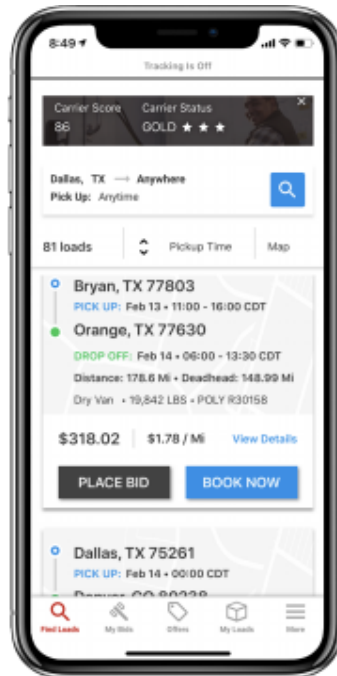 8:49
Tracking Is Off
Carrier Score Carrier Status
86 GOLD ★ ★ ★
Dallas, TX → Anywhere
Pick Up: Anytime
81 loads Pickup Time Map
Bryan, TX 77803
PICK UP: Feb 13 • 11:00 - 16:00 CDT
Orange, TX 77630
DROP OFF: Feb 14 • 06:00 - 13:30 CDT
Distance: 178.6 Mi • Deadhead: 148.99 Mi
Dry Van • 19,842 LBS • POLY R30158
$318.02 $1.78 / Mi View Details
PLACE BID BOOK NOW
Dallas, TX 75261
PICK UP: Feb 14 • 00:00 CDT
Denver, CO 80238
Find Loads My Bids Offers My Loads More